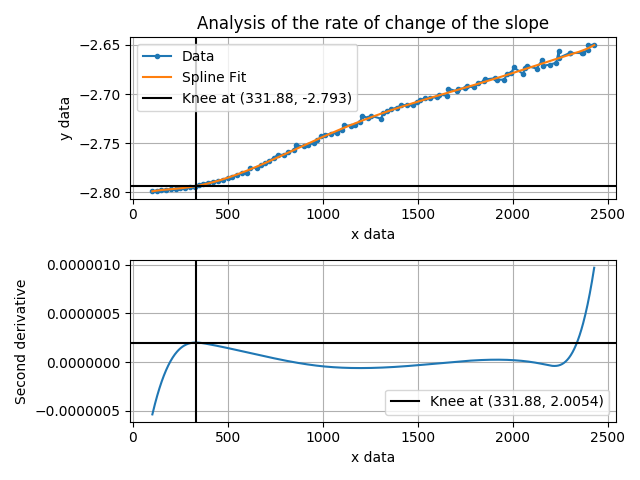 Analysis of the rate of change of the slope
Data
Spline Fit
Knee at (331.88, -2.793)
y data
−2.65
−2.70
−2.75
−2.80
0 500 1000 1500 2000 2500
x data
Second derivative
0.0000010
0.0000005
0.0000000
−0.0000005
Knee at (331.88, 2.0054)
0 500 1000 1500 2000 2500
x data